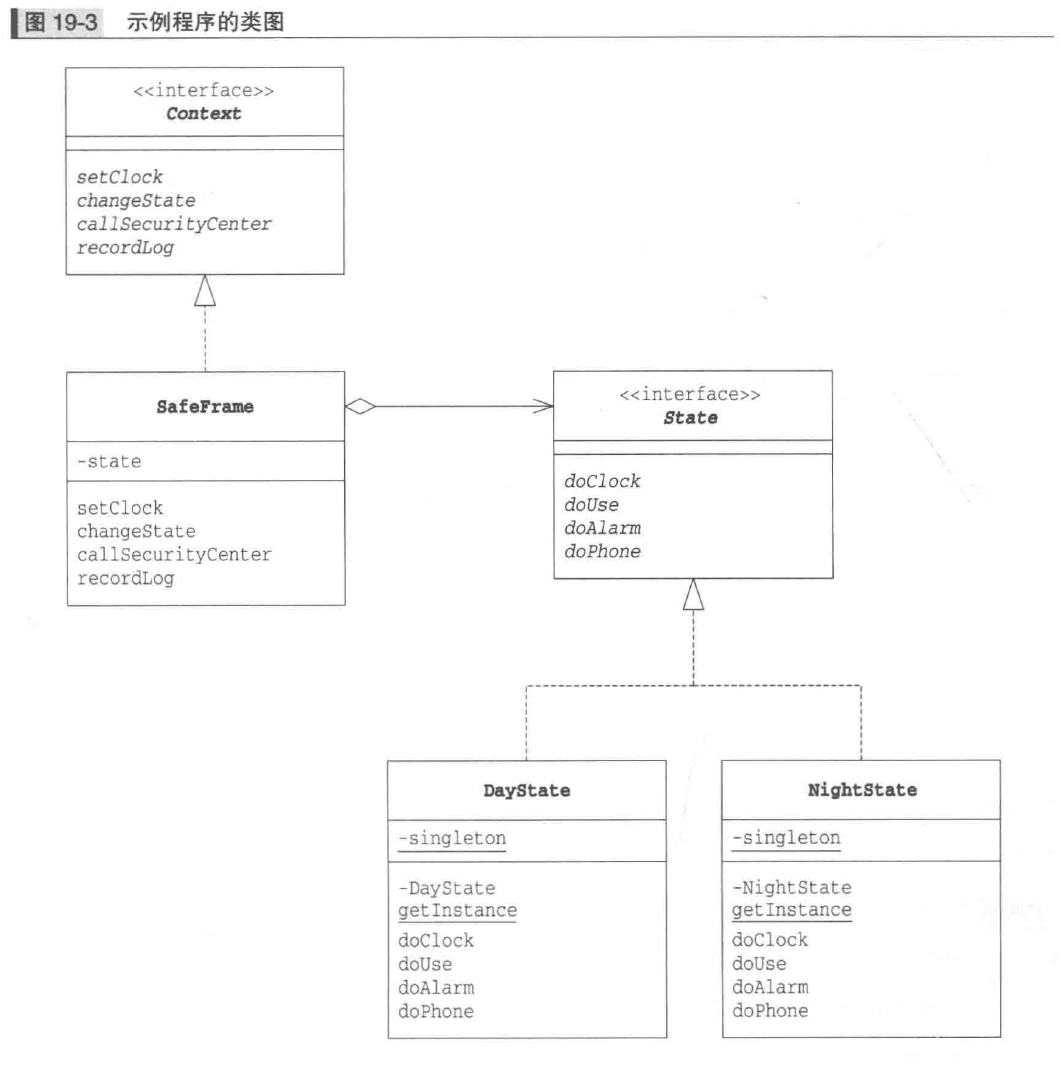 图 19-3 示例程序的类图
<<interface>>
Context
setClock
changeState
callSecurityCenter
recordLog
SafeFrame
-state
setClock
changeState
callSecurityCenter
recordLog
<<interface>>
State
doClock
doUse
doAlarm
doPhone
DayState
-singleton
-DayState
getInstance
doClock
doUse
doAlarm
doPhone
NightState
-singleton
-NightState
getInstance
doClock
doUse
doAlarm
doPhone